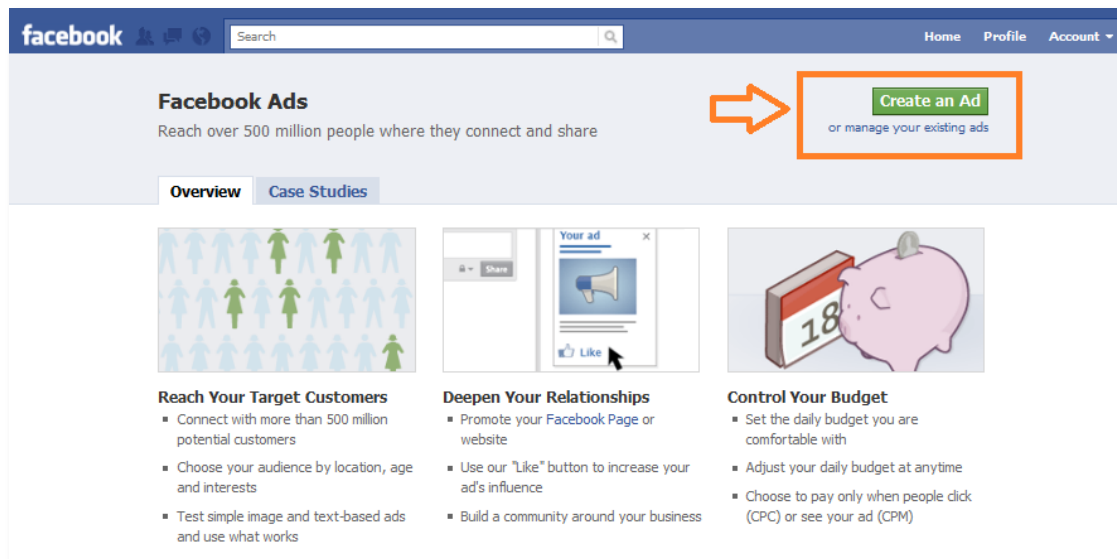 facebook
Search
Home Profile Account
Facebook Ads
Reach over 500 million people where they connect and share
Create an Ad
or manage your existing ads
Overview Case Studies
Your ad
Share
Like
18
Reach Your Target Customers
Connect with more than 500 million
potential customers
Choose your audience by location, age
and interests
Test simple image and text-based ads
and use what works
Deepen Your Relationships
Promote your Facebook Page or
website
Use our "Like" button to increase your
ad's influence
Build a community around your business
Control Your Budget
Set the daily budget you are
comfortable with
Adjust your daily budget at anytime
Choose to pay only when people click
(CPC) or see your ad (CPM)